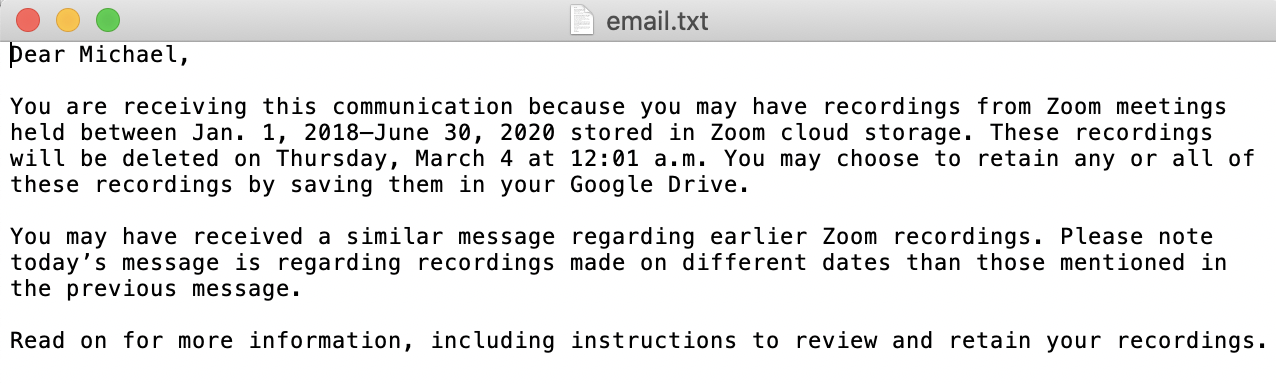 email.txt
Dear Michael,
You are receiving this communication because you may have recordings from Zoom meetings
held between Jan. 1, 2018–June 30, 2020 stored in Zoom cloud storage. These recordings
will be deleted on Thursday, March 4 at 12:01 a.m. You may choose to retain any or all of
these recordings by saving them in your Google Drive.
You may have received a similar message regarding earlier Zoom recordings. Please note
today’s message is regarding recordings made on different dates than those mentioned in
the previous message.
Read on for more information, including instructions to review and retain your recordings.